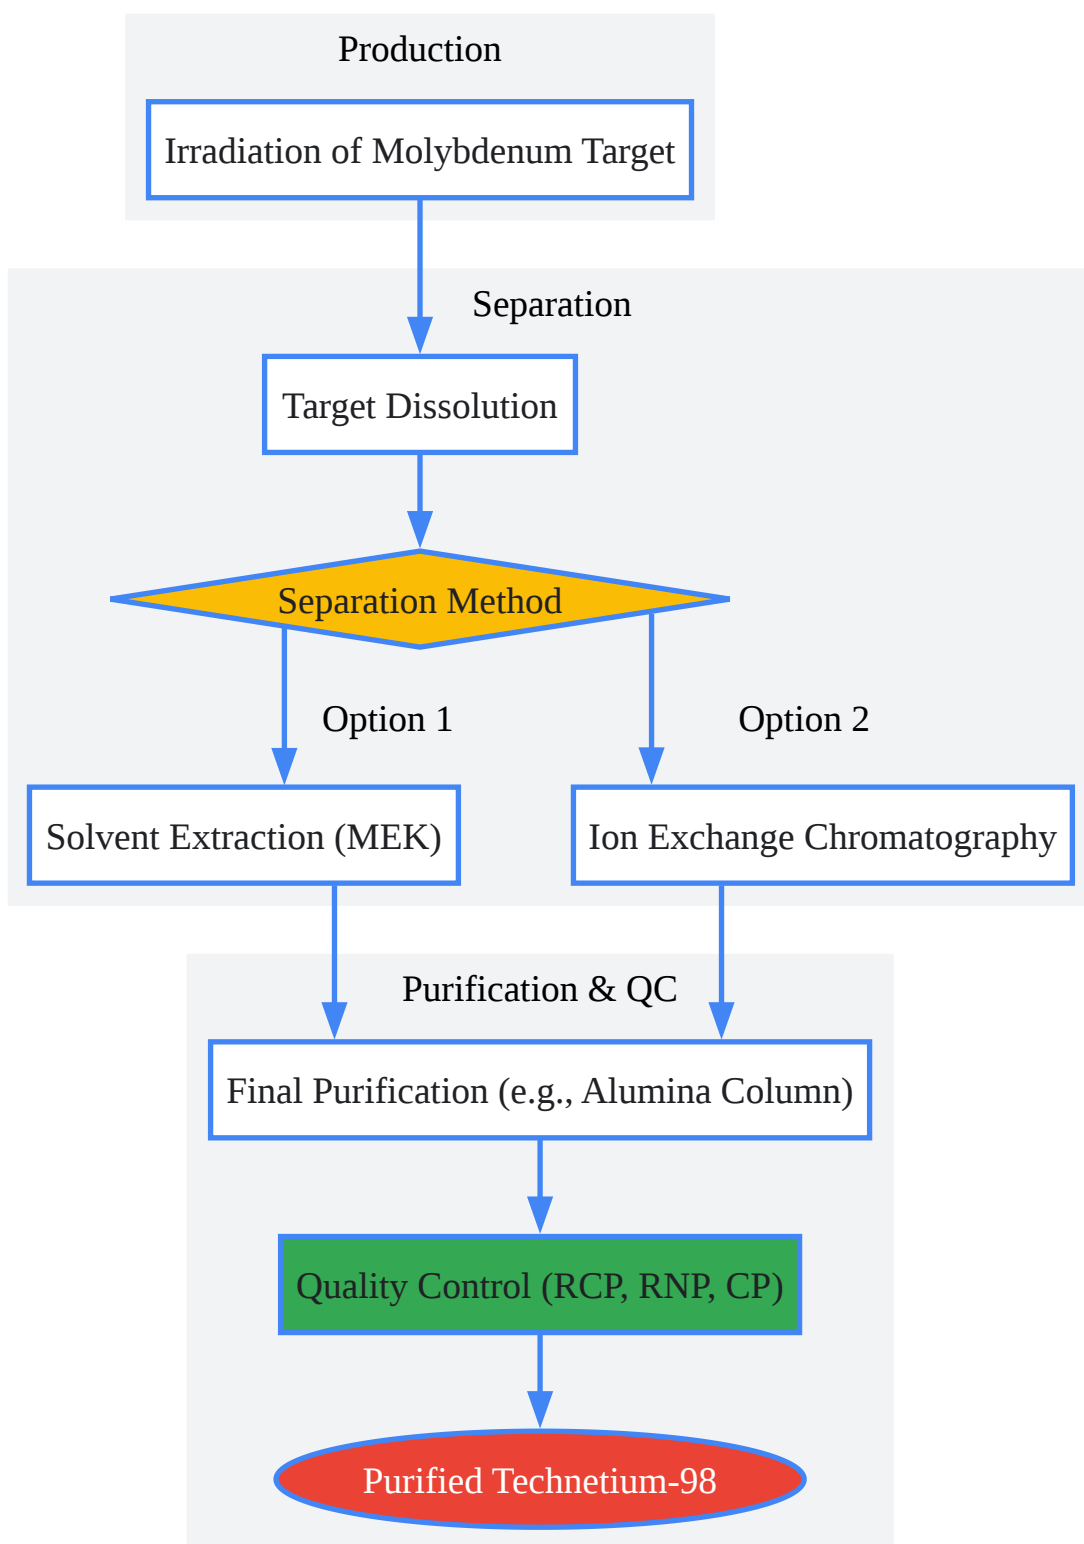 Production
Irradiation of Molybdenum Target
Separation
Target Dissolution
Separation Method
Option 1
Option 2
Solvent Extraction (MEK)
Ion Exchange Chromatography
Purification & QC
Final Purification (e.g., Alumina Column)
Quality Control (RCP, RNP, CP)
Purified Technetium-98